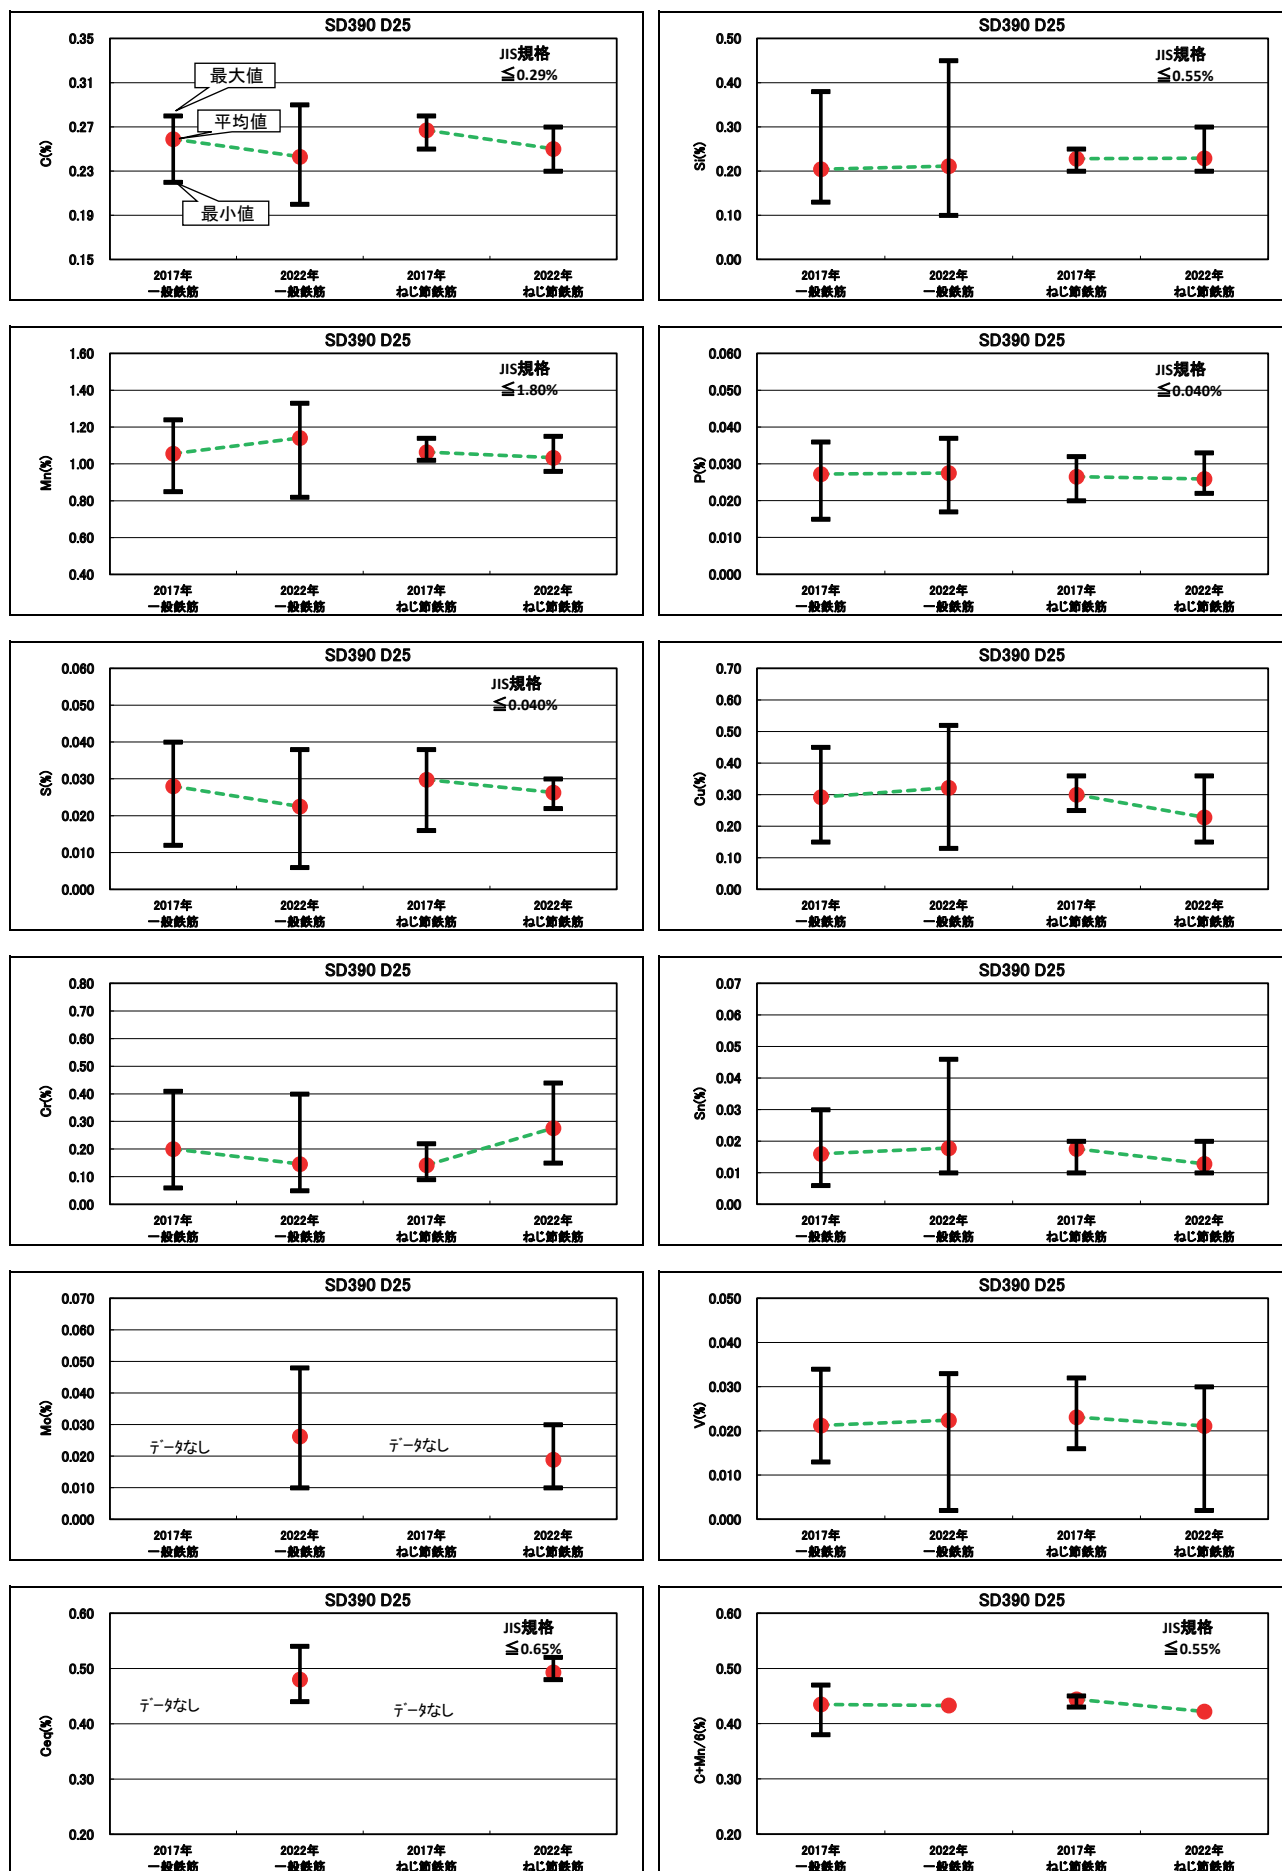 SD390 D25
JIS規格
≦0.29%
0.35
0.31
0.27
0.23
0.19
0.15
C(%)
最大値
平均値
最小値
2017年
一般鉄筋
2022年
一般鉄筋
2017年
ねじ節鉄筋
2022年
ねじ節鉄筋
SD390 D25
JIS規格
≦0.55%
0.50
0.40
0.30
0.20
0.10
0.00
Si(%)
2017年
一般鉄筋
2022年
一般鉄筋
2017年
ねじ節鉄筋
2022年
ねじ節鉄筋
SD390 D25
JIS規格
≦1.80%
1.60
1.40
1.20
1.00
0.80
0.60
0.40
Mn(%)
2017年
一般鉄筋
2022年
一般鉄筋
2017年
ねじ節鉄筋
2022年
ねじ節鉄筋
SD390 D25
JIS規格
≦0.040%
0.060
0.050
0.040
0.030
0.020
0.010
0.000
P(%)
2017年
一般鉄筋
2022年
一般鉄筋
2017年
ねじ節鉄筋
2022年
ねじ節鉄筋
SD390 D25
JIS規格
≦0.040%
0.060
0.050
0.040
0.030
0.020
0.010
0.000
S(%)
2017年
一般鉄筋
2022年
一般鉄筋
2017年
ねじ節鉄筋
2022年
ねじ節鉄筋
SD390 D25
0.70
0.60
0.50
0.40
0.30
0.20
0.10
0.00
Cu(%)
2017年
一般鉄筋
2022年
一般鉄筋
2017年
ねじ節鉄筋
2022年
ねじ節鉄筋
SD390 D25
0.80
0.70
0.60
0.50
0.40
0.30
0.20
0.10
0.00
Cr(%)
2017年
一般鉄筋
2022年
一般鉄筋
2017年
ねじ節鉄筋
2022年
ねじ節鉄筋
SD390 D25
0.07
0.06
0.05
0.04
0.03
0.02
0.01
0.00
Sn(%)
2017年
一般鉄筋
2022年
一般鉄筋
2017年
ねじ節鉄筋
2022年
ねじ節鉄筋
SD390 D25
0.070
0.060
0.050
0.040
0.030
0.020
0.010
0.000
Mo(%)
ﾃﾞｰﾀなし
ﾃﾞｰﾀなし
2017年
一般鉄筋
2022年
一般鉄筋
2017年
ねじ節鉄筋
2022年
ねじ節鉄筋
SD390 D25
0.050
0.040
0.030
0.020
0.010
0.000
V(%)
2017年
一般鉄筋
2022年
一般鉄筋
2017年
ねじ節鉄筋
2022年
ねじ節鉄筋
SD390 D25
JIS規格
≦0.65%
0.60
0.50
0.40
0.30
0.20
Ceq(%)
ﾃﾞｰﾀなし
ﾃﾞｰﾀなし
2017年
一般鉄筋
2022年
一般鉄筋
2017年
ねじ節鉄筋
2022年
ねじ節鉄筋
SD390 D25
JIS規格
≦0.55%
0.60
0.50
0.40
0.30
0.20
C+Mn/6(%)
2017年
一般鉄筋
2022年
一般鉄筋
2017年
ねじ節鉄筋
2022年
ねじ節鉄筋